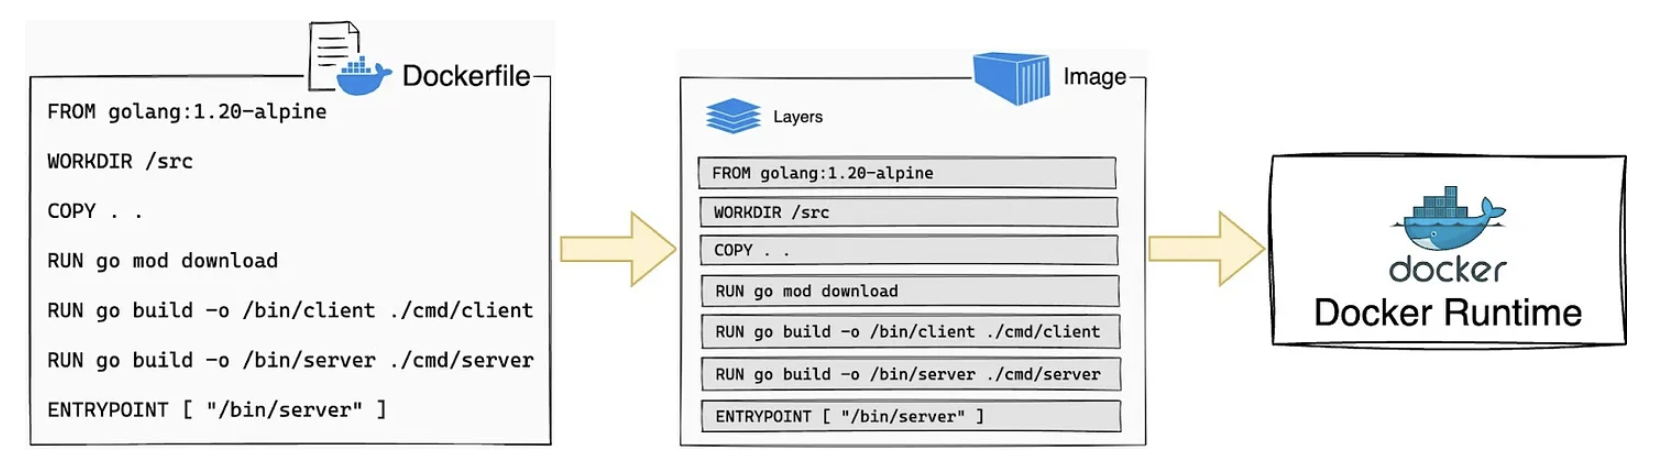 Dockerfile
FROM golang:1.20-alpine
WORKDIR /src
COPY . .
RUN go mod download
RUN go build -o /bin/client ./cmd/client
RUN go build -o /bin/server ./cmd/server
ENTRYPOINT [ "/bin/server" ]
Image
Layers
FROM golang:1.20-alpine
WORKDIR /src
COPY . .
RUN go mod download
RUN go build -o /bin/client ./cmd/client
RUN go build -o /bin/server ./cmd/server
ENTRYPOINT [ "/bin/server" ]
docker
Docker Runtime